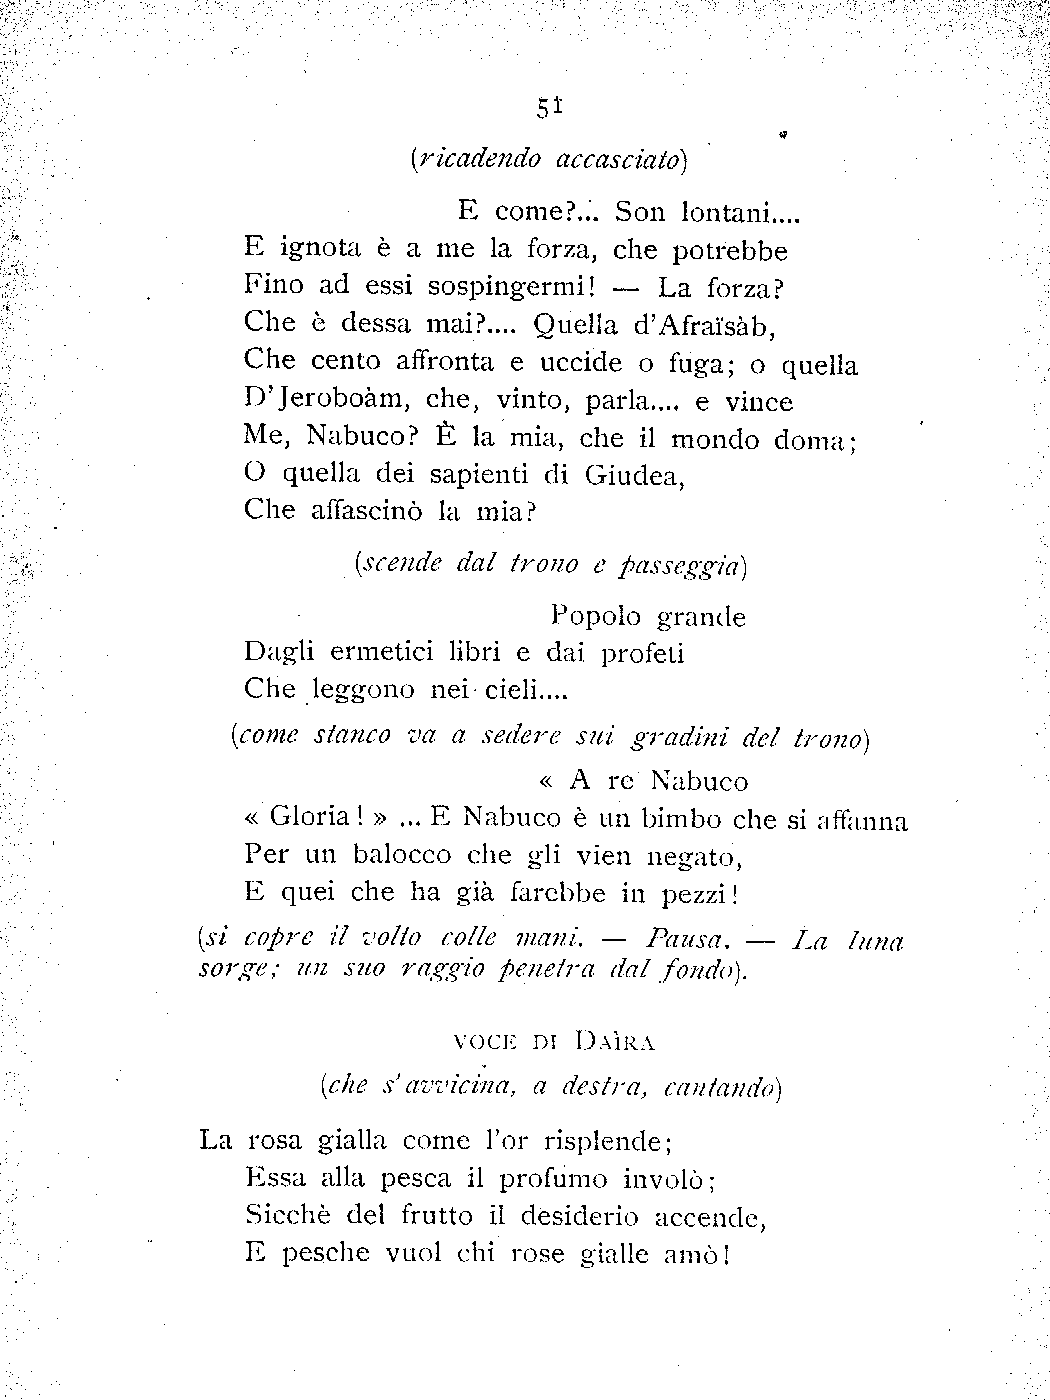 51
(ricadendo accasciato)
E come?... Son lontani....
E ignota è a me la forza, che potrebbe
Fino ad essi sospingermi! — La forza?
Che è dessa mai?.... Quella d'Afraïsàb,
Che cento affronta e uccide o fuga; o quella
D'Jeroboàm, che, vinto, parla.... e vince
Me, Nabuco? È la mia, che il mondo doma;
O quella dei sapienti di Giudea,
Che affascinò la mia?
(scende dal trono e passeggia)
Popolo grande
Dagli ermetici libri e dai profeti
Che leggono nei cieli....
(come stanco va a sedere sui gradini del trono)
« A re Nabuco
« Gloria! » ... E Nabuco è un bimbo che si affanna
Per un balocco che gli vien negato,
E quei che ha già farebbe in pezzi!
(si copre il volto colle mani. — Pausa. — La luna
sorge; un suo raggio penetra dal fondo).
VOCE DI DAÌRA
(che s'avvicina, a destra, cantando)
La rosa gialla come l'or risplende;
Essa alla pesca il profumo involò;
Sicchè del frutto il desiderio accende,
E pesche vuol chi rose gialle amò!